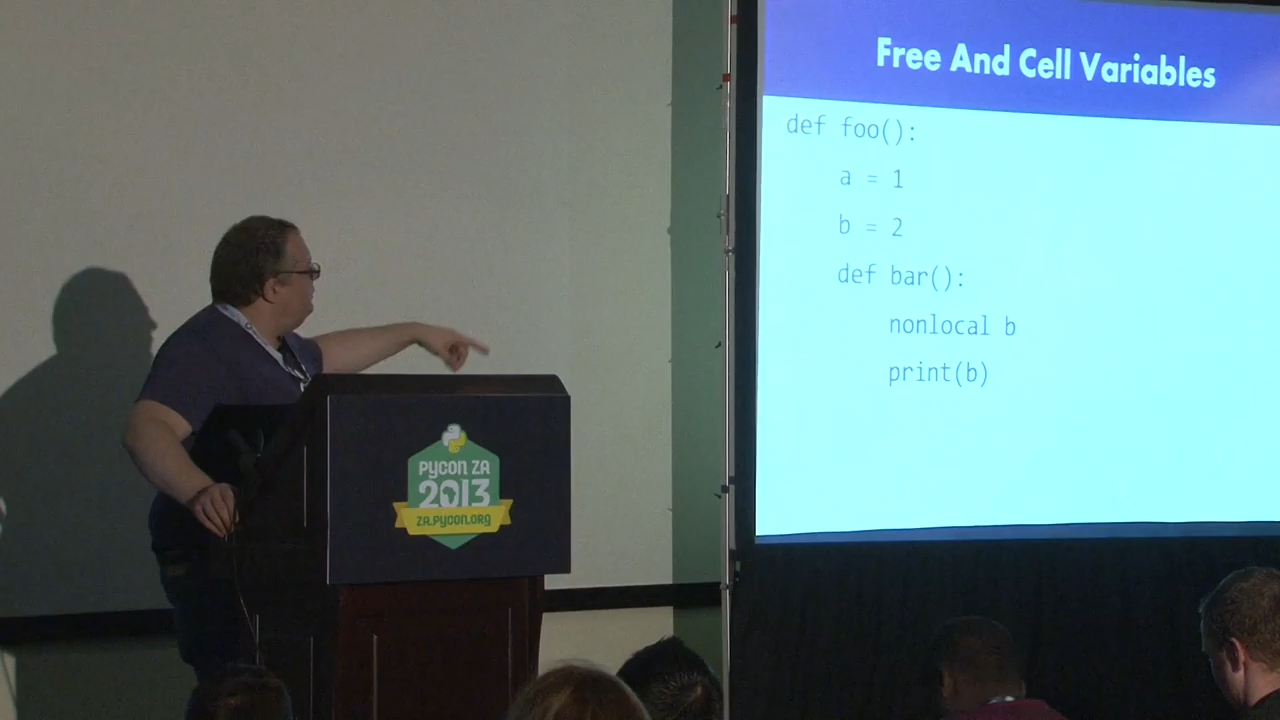 Free And Cell Variables
def foo():
a = 1
b = 2
def bar():
nonlocal b
print(b)
PYCON ZA
2013
ZA.PYCON.ORG